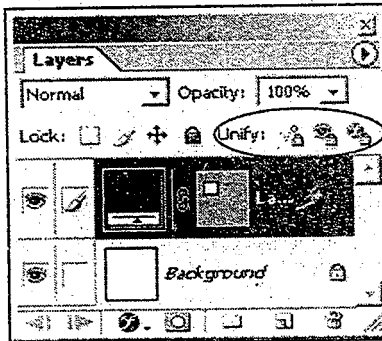 Layers
Normal Opacity: 100%
Lock: Unify:
La...
Background